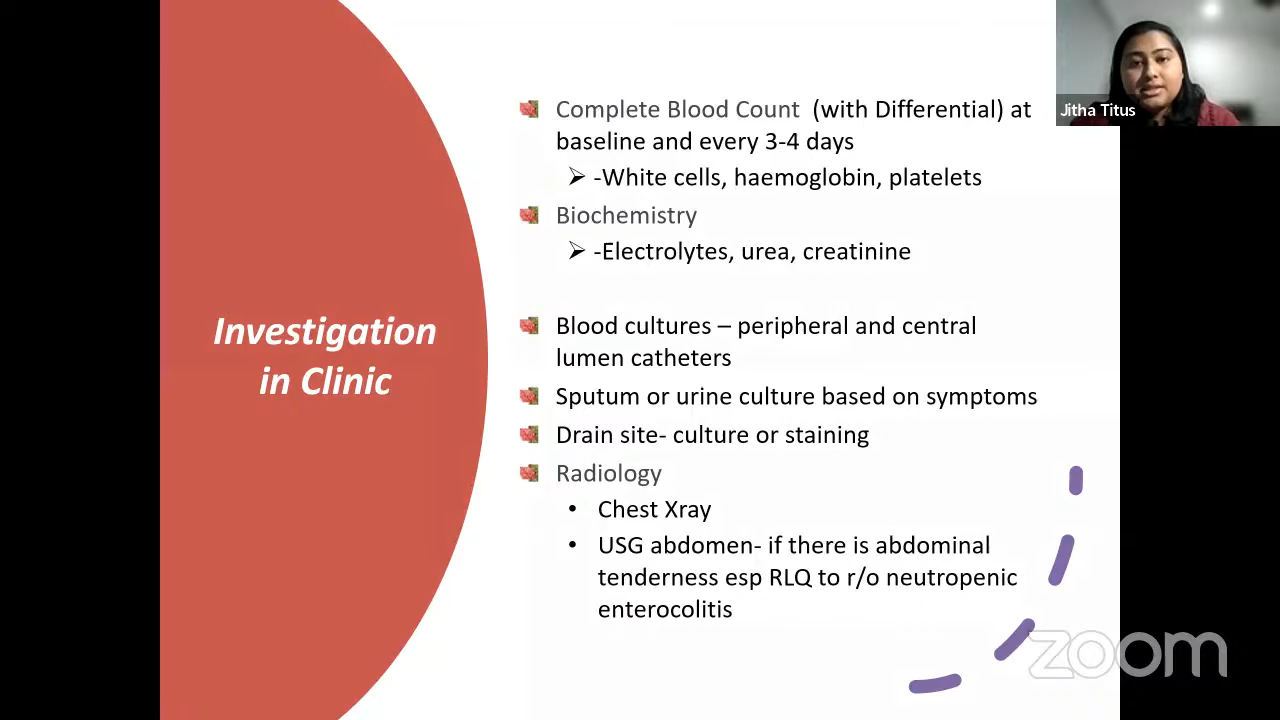 Investigation
in Clinic
Complete Blood Count (with Differential) at
baseline and every 3-4 days
-White cells, haemoglobin, platelets
Biochemistry
-Electrolytes, urea, creatinine
Blood cultures – peripheral and central
lumen catheters
Sputum or urine culture based on symptoms
Drain site- culture or staining
Radiology
• Chest Xray
• USG abdomen- if there is abdominal
tenderness esp RLQ to r/o neutropenic
enterocolitis
Jitha Titus
zoom